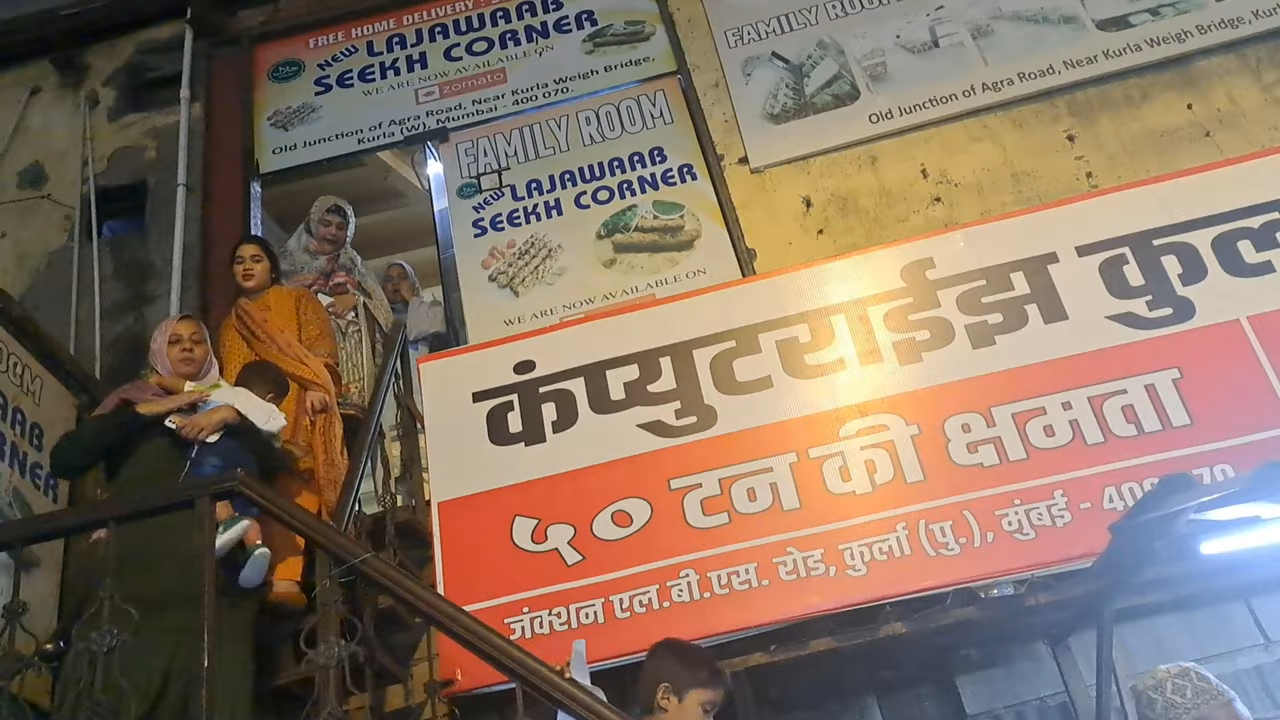 FREE HOME DELIVERY :
NEW LAJAWAAB
SEEKH CORNER
WE ARE NOW AVAILABLE ON
zomato
Old Junction of Agra Road, Near Kurla Weigh Bridge,
Kurla (W), Mumbai - 400 070.
FAMILY ROOM
NEW LAJAWAAB
SEEKH CORNER
WE ARE NOW AVAILABLE ON
FAMILY ROOM
Old Junction of Agra Road, Near Kurla Weigh Bridge,
कंप्युटराईझ
५० टन की क्षमता
जंक्शन एल.बी.एस. रोड, कुर्ला (पु.), मुंबई -